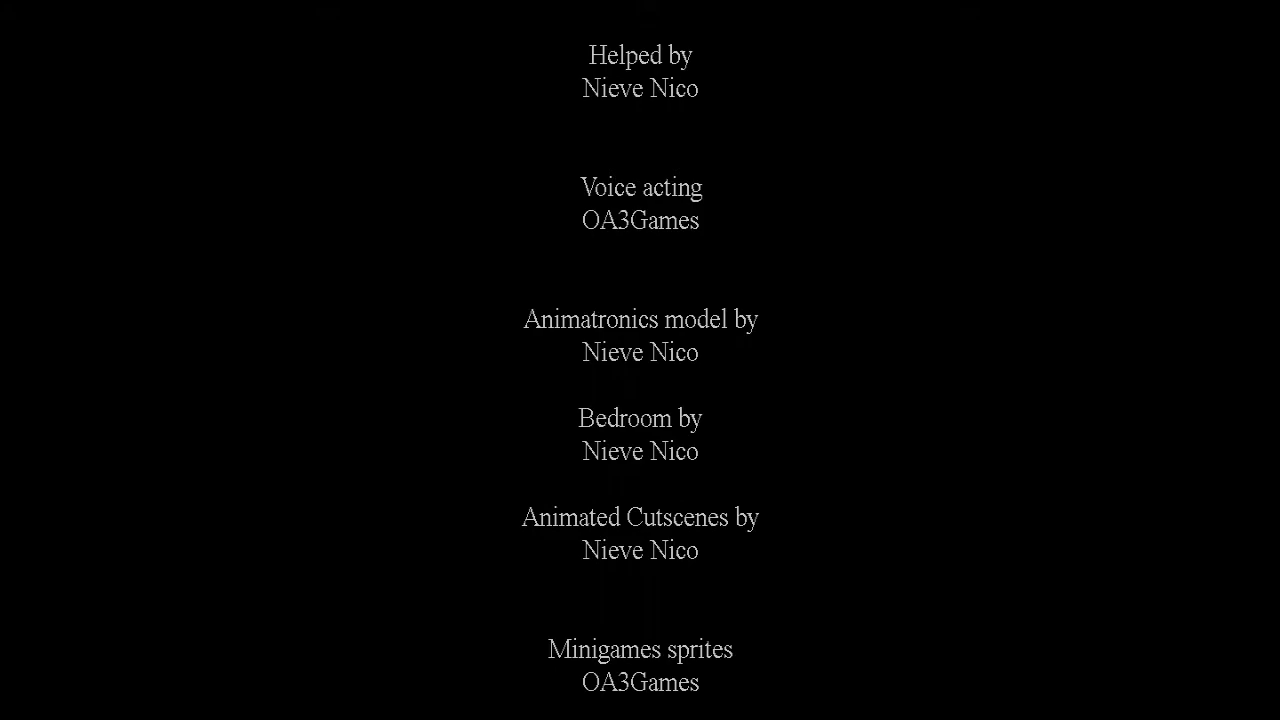 Helped by
Nieve Nico
Voice acting
OA3Games
Animatronics model by
Nieve Nico
Bedroom by
Nieve Nico
Animated Cutscenes by
Nieve Nico
Minigames sprites
OA3Games